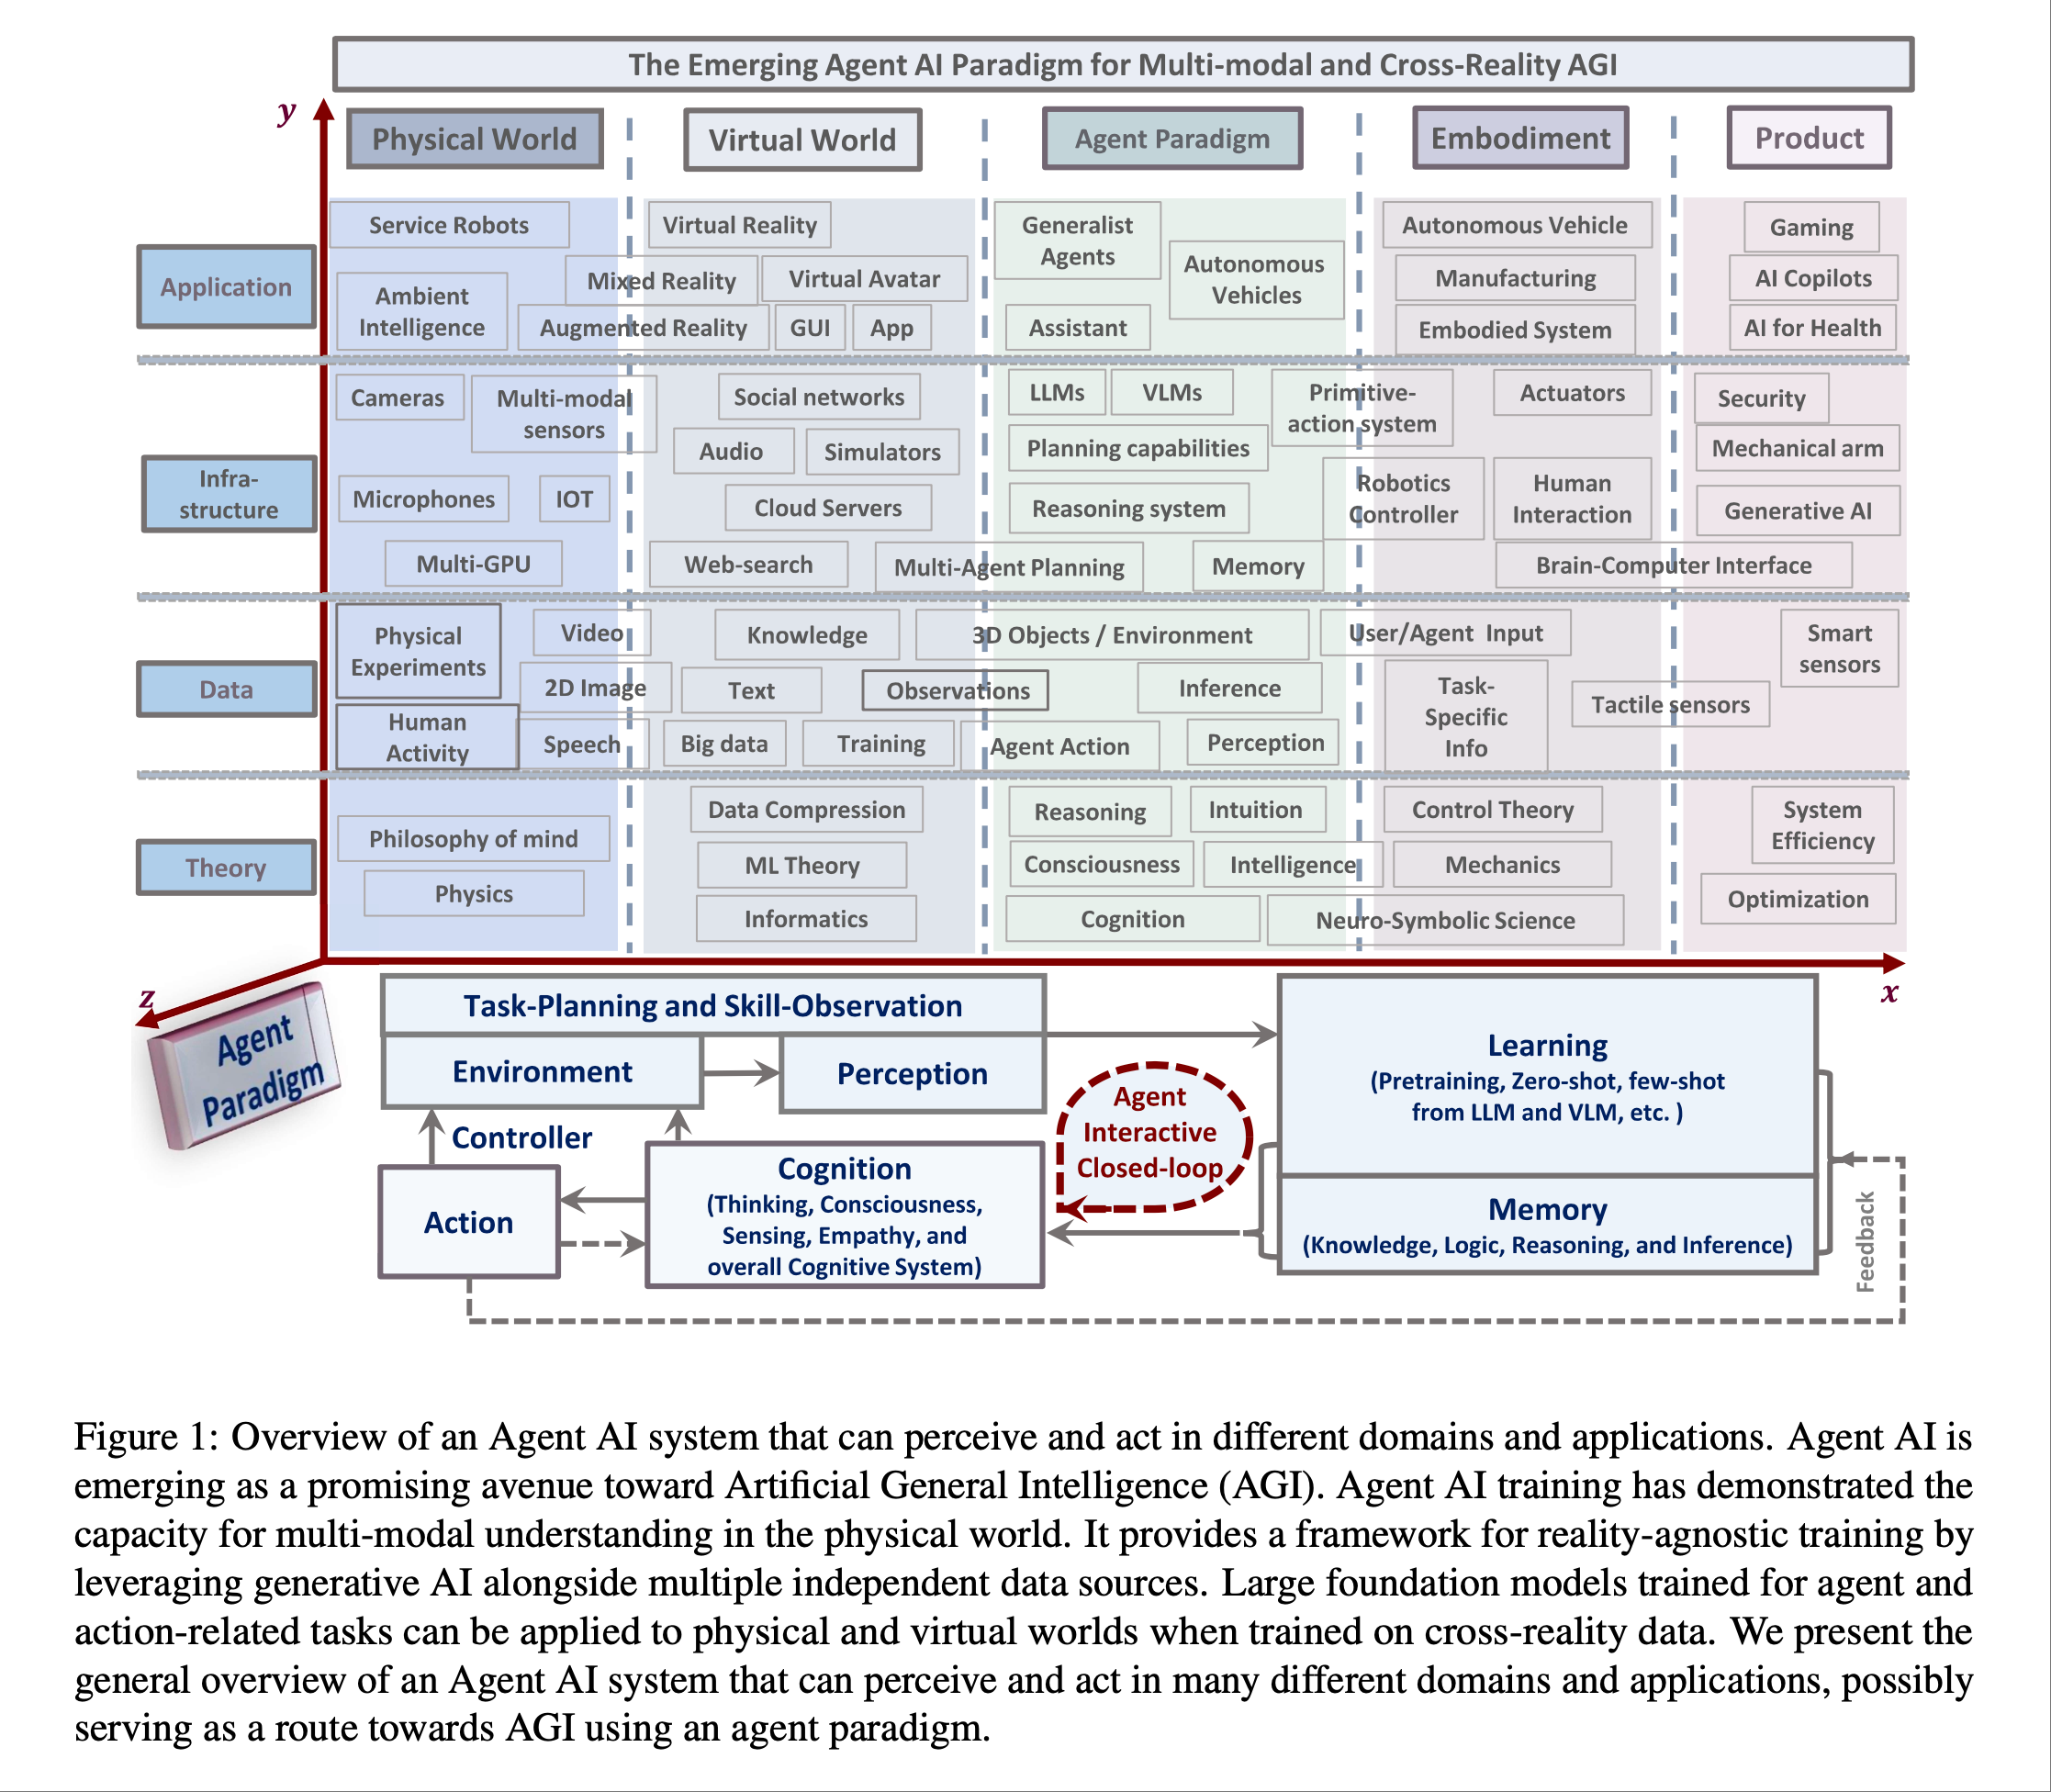 The Emerging Agent AI Paradigm for Multi-modal and Cross-Reality AGI
y
Physical World
Virtual World
Agent Paradigm
Embodiment
Product
Application
Service Robots
Ambient
Intelligence
Virtual Reality
Mixed Reality
Virtual Avatar
Augmented Reality
GUI
App
Generalist
Agents
Autonomous
Vehicles
Assistant
Autonomous Vehicle
Manufacturing
Embodied System
Gaming
AI Copilots
AI for Health
Infra-
structure
Cameras
Multi-modal
sensors
Microphones
IOT
Multi-GPU
Social networks
Audio
Simulators
Cloud Servers
Web-search
Multi-Agent Planning
LLMs
VLMs
Planning capabilities
Reasoning system
Memory
Primitive-
action system
Actuators
Robotics
Controller
Human
Interaction
Brain-Computer Interface
Security
Mechanical arm
Generative AI
Data
Physical
Experiments
Human
Activity
Video
2D Image
Speech
Knowledge
Text
Big data
Training
3D Objects / Environment
Observations
Agent Action
Inference
Perception
User/Agent Input
Task-
Specific
Info
Tactile sensors
Smart
sensors
Theory
Philosophy of mind
Physics
Data Compression
ML Theory
Informatics
Reasoning
Intuition
Consciousness
Intelligence
Cognition
Neuro-Symbolic Science
Control Theory
Mechanics
System
Efficiency
Optimization
x
z
Agent
Paradigm
Task-Planning and Skill-Observation
Environment
Perception
Controller
Action
Cognition
(Thinking, Consciousness,
Sensing, Empathy, and
overall Cognitive System)
Agent
Interactive
Closed-loop
Learning
(Pretraining, Zero-shot, few-shot
from LLM and VLM, etc. )
Memory
(Knowledge, Logic, Reasoning, and Inference)
Feedback
Figure 1: Overview of an Agent AI system that can perceive and act in different domains and applications. Agent AI is
emerging as a promising avenue toward Artificial General Intelligence (AGI). Agent AI training has demonstrated the
capacity for multi-modal understanding in the physical world. It provides a framework for reality-agnostic training by
leveraging generative AI alongside multiple independent data sources. Large foundation models trained for agent and
action-related tasks can be applied to physical and virtual worlds when trained on cross-reality data. We present the
general overview of an Agent AI system that can perceive and act in many different domains and applications, possibly
serving as a route towards AGI using an agent paradigm.